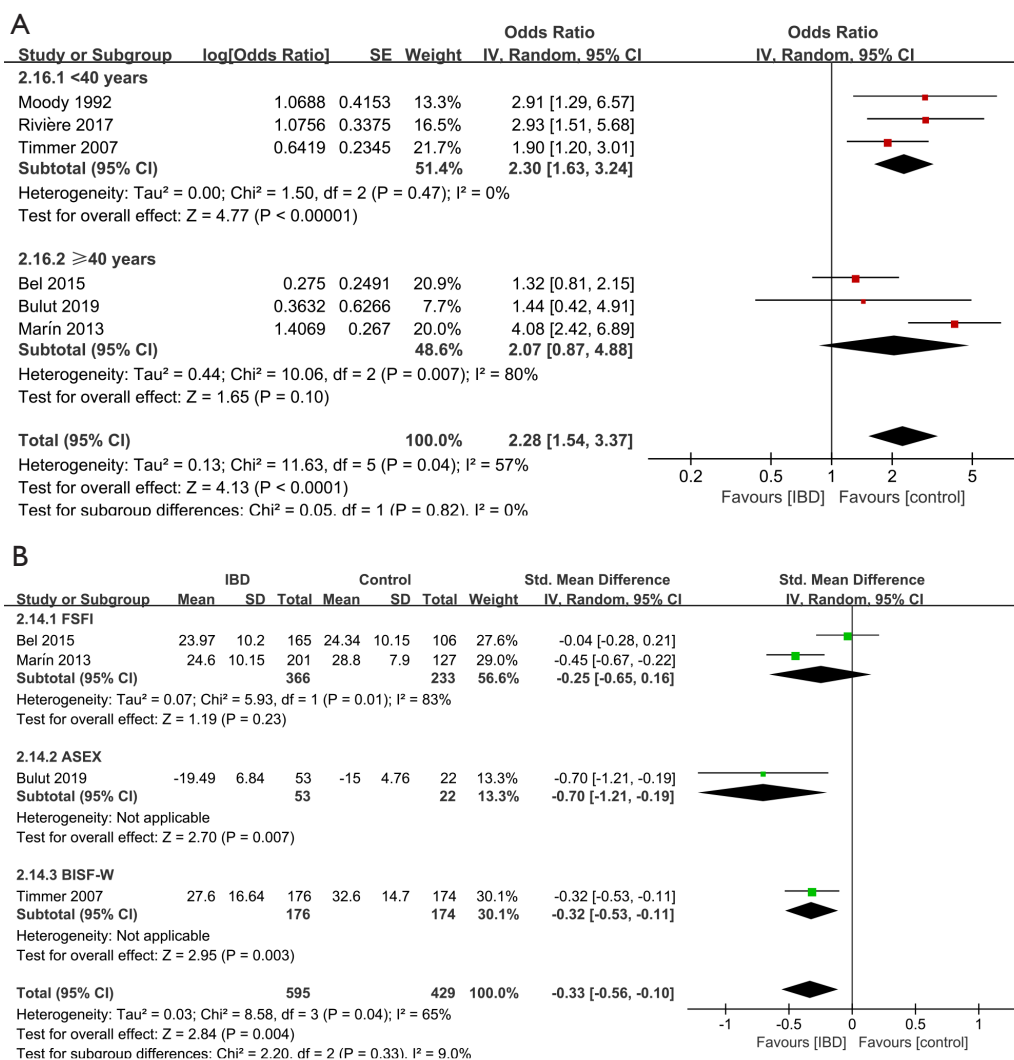 A
Odds Ratio Odds Ratio
Study or Subgroup log[Odds Ratio] SE Weight IV, Random, 95% CI IV, Random, 95% CI
2.16.1 <40 years
Moody 1992 1.0688 0.4153 13.3% 2.91 [1.29, 6.57]
Rivière 2017 1.0756 0.3375 16.5% 2.93 [1.51, 5.68]
Timmer 2007 0.6419 0.2345 21.7% 1.90 [1.20, 3.01]
Subtotal (95% CI) 51.4% 2.30 [1.63, 3.24]
Heterogeneity: Tau² = 0.00; Chi² = 1.50, df = 2 (P = 0.47); I² = 0%
Test for overall effect: Z = 4.77 (P < 0.00001)
2.16.2 ≥40 years
Bel 2015 0.275 0.2491 20.9% 1.32 [0.81, 2.15]
Bulut 2019 0.3632 0.6266 7.7% 1.44 [0.42, 4.91]
Marín 2013 1.4069 0.267 20.0% 4.08 [2.42, 6.89]
Subtotal (95% CI) 48.6% 2.07 [0.87, 4.88]
Heterogeneity: Tau² = 0.44; Chi² = 10.06, df = 2 (P = 0.007); I² = 80%
Test for overall effect: Z = 1.65 (P = 0.10)
Total (95% CI) 100.0% 2.28 [1.54, 3.37]
Heterogeneity: Tau² = 0.13; Chi² = 11.63, df = 5 (P = 0.04); I² = 57%
Test for overall effect: Z = 4.13 (P < 0.0001)
Test for subgroup differences: Chi² = 0.05, df = 1 (P = 0.82), I² = 0%
0.2 0.5 1 2 5
Favours [IBD] Favours [control]
B
IBD Control Std. Mean Difference Std. Mean Difference
Study or Subgroup Mean SD Total Mean SD Total Weight IV, Random, 95% CI IV, Random, 95% CI
2.14.1 FSFI
Bel 2015 23.97 10.2 165 24.34 10.15 106 27.6% -0.04 [-0.28, 0.21]
Marín 2013 24.6 10.15 201 28.8 7.9 127 29.0% -0.45 [-0.67, -0.22]
Subtotal (95% CI) 366 233 56.6% -0.25 [-0.65, 0.16]
Heterogeneity: Tau² = 0.07; Chi² = 5.93, df = 1 (P = 0.01); I² = 83%
Test for overall effect: Z = 1.19 (P = 0.23)
2.14.2 ASEX
Bulut 2019 -19.49 6.84 53 -15 4.76 22 13.3% -0.70 [-1.21, -0.19]
Subtotal (95% CI) 53 22 13.3% -0.70 [-1.21, -0.19]
Heterogeneity: Not applicable
Test for overall effect: Z = 2.70 (P = 0.007)
2.14.3 BISF-W
Timmer 2007 27.6 16.64 176 32.6 14.7 174 30.1% -0.32 [-0.53, -0.11]
Subtotal (95% CI) 176 174 30.1% -0.32 [-0.53, -0.11]
Heterogeneity: Not applicable
Test for overall effect: Z = 2.95 (P = 0.003)
Total (95% CI) 595 429 100.0% -0.33 [-0.56, -0.10]
Heterogeneity: Tau² = 0.03; Chi² = 8.58, df = 3 (P = 0.04); I² = 65%
Test for overall effect: Z = 2.84 (P = 0.004)
Test for subgroup differences: Chi² = 2.20, df = 2 (P = 0.33), I² = 9.0%
-1 -0.5 0 0.5 1
Favours [IBD] Favours [control]